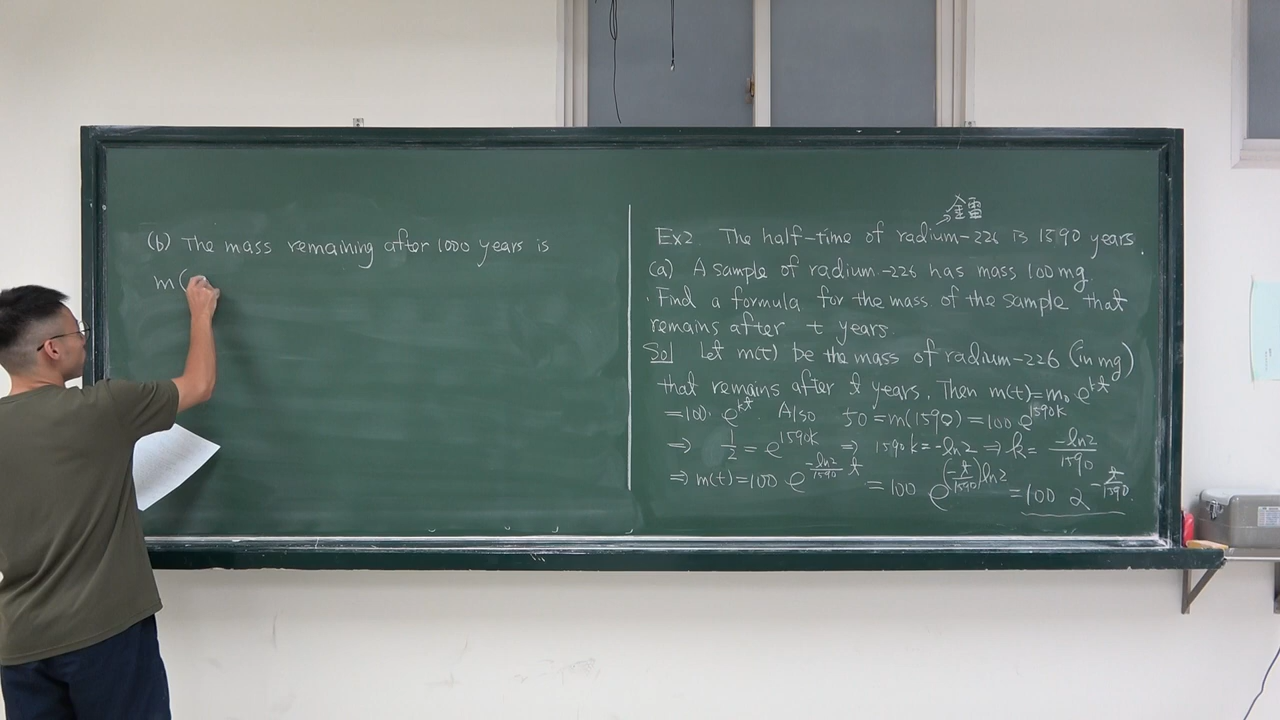 (b) The mass remaining after 1000 years is
m(
鐳
Ex2. The half-time of radium-226 is 1590 years.
(a) A sample of radium-226 has mass 100 mg.
Find a formula for the mass of the sample that
remains after t years.
Sol Let m(t) be the mass of radium-226 (in mg)
that remains after t years. Then m(t)=m₀ e^{kt}
=100· e^{kt}. Also 50=m(1590)=100 e^{1590k}
⇒ 1/2 = e^{1590k} ⇒ 1590k=-ln2 ⇒ k= -ln2/1590
⇒ m(t)=100 e^{-ln2/1590 t} = 100 e^{(-t/1590)ln2} = 100 2^{-t/1590}.